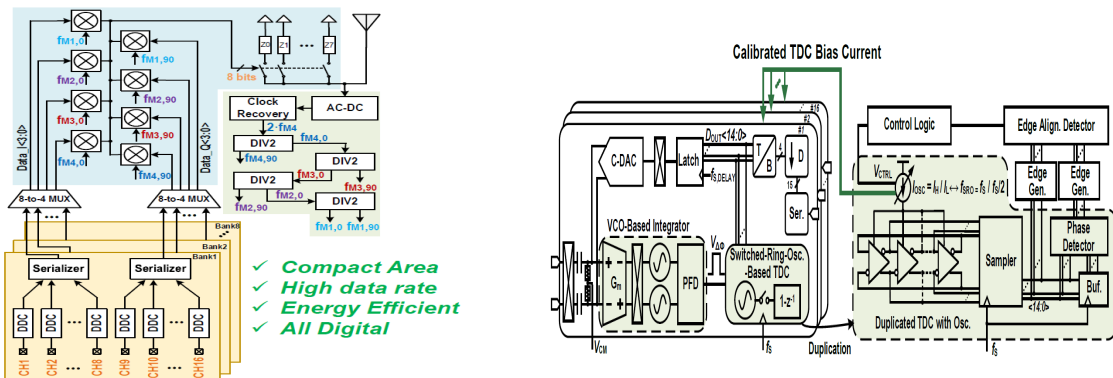 Z0 Z1 ... Z7
8 bits
fM1,0
fM1,90
fM2,0
fM2,90
fM3,0
fM3,90
fM4,0
fM4,90
Data_I<3:0>
Data_Q<3:0>
Clock Recovery
AC-DC
2·fM4
fM4,0
DIV2
fM4,90
fM3,0
DIV2
DIV2
fM2,0
fM3,90
fM2,90
DIV2
fM1,0
fM1,90
8-to-4 MUX
8-to-4 MUX
Bank8
Bank2
Bank1
Serializer
Serializer
DDC DDC ... DDC DDC DDC ... DDC
CH1 CH2 ... CH8 CH9 CH10 ... CH16
✓ Compact Area
✓ High data rate
✓ Energy Efficient
✓ All Digital
Calibrated TDC Bias Current
#16
#2
#1
DOUT<14:0>
C-DAC
Latch
T/B
4
D
15
Ser.
fS,DELAY
VCO-Based Integrator
VΔΦ
Gm
PFD
Switched-Ring-Osc.
-Based TDC
1-z-1
VCM
fS
Duplication
Control Logic
Edge Align. Detector
VCTRL
IOSC = IH / IL ↔ fSRO = fS / fS/2
Edge Gen.
Edge Gen.
Sampler
Phase Detector
Buf.
<14:0>
Duplicated TDC with Osc.
fS